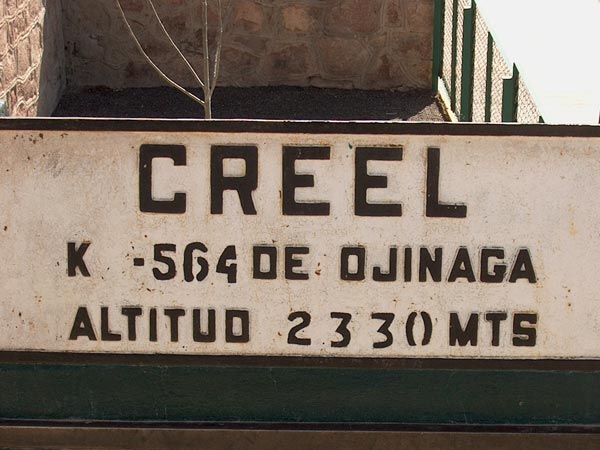 CREEL
K -564 DE OJINAGA
ALTITUD 2330 MTS